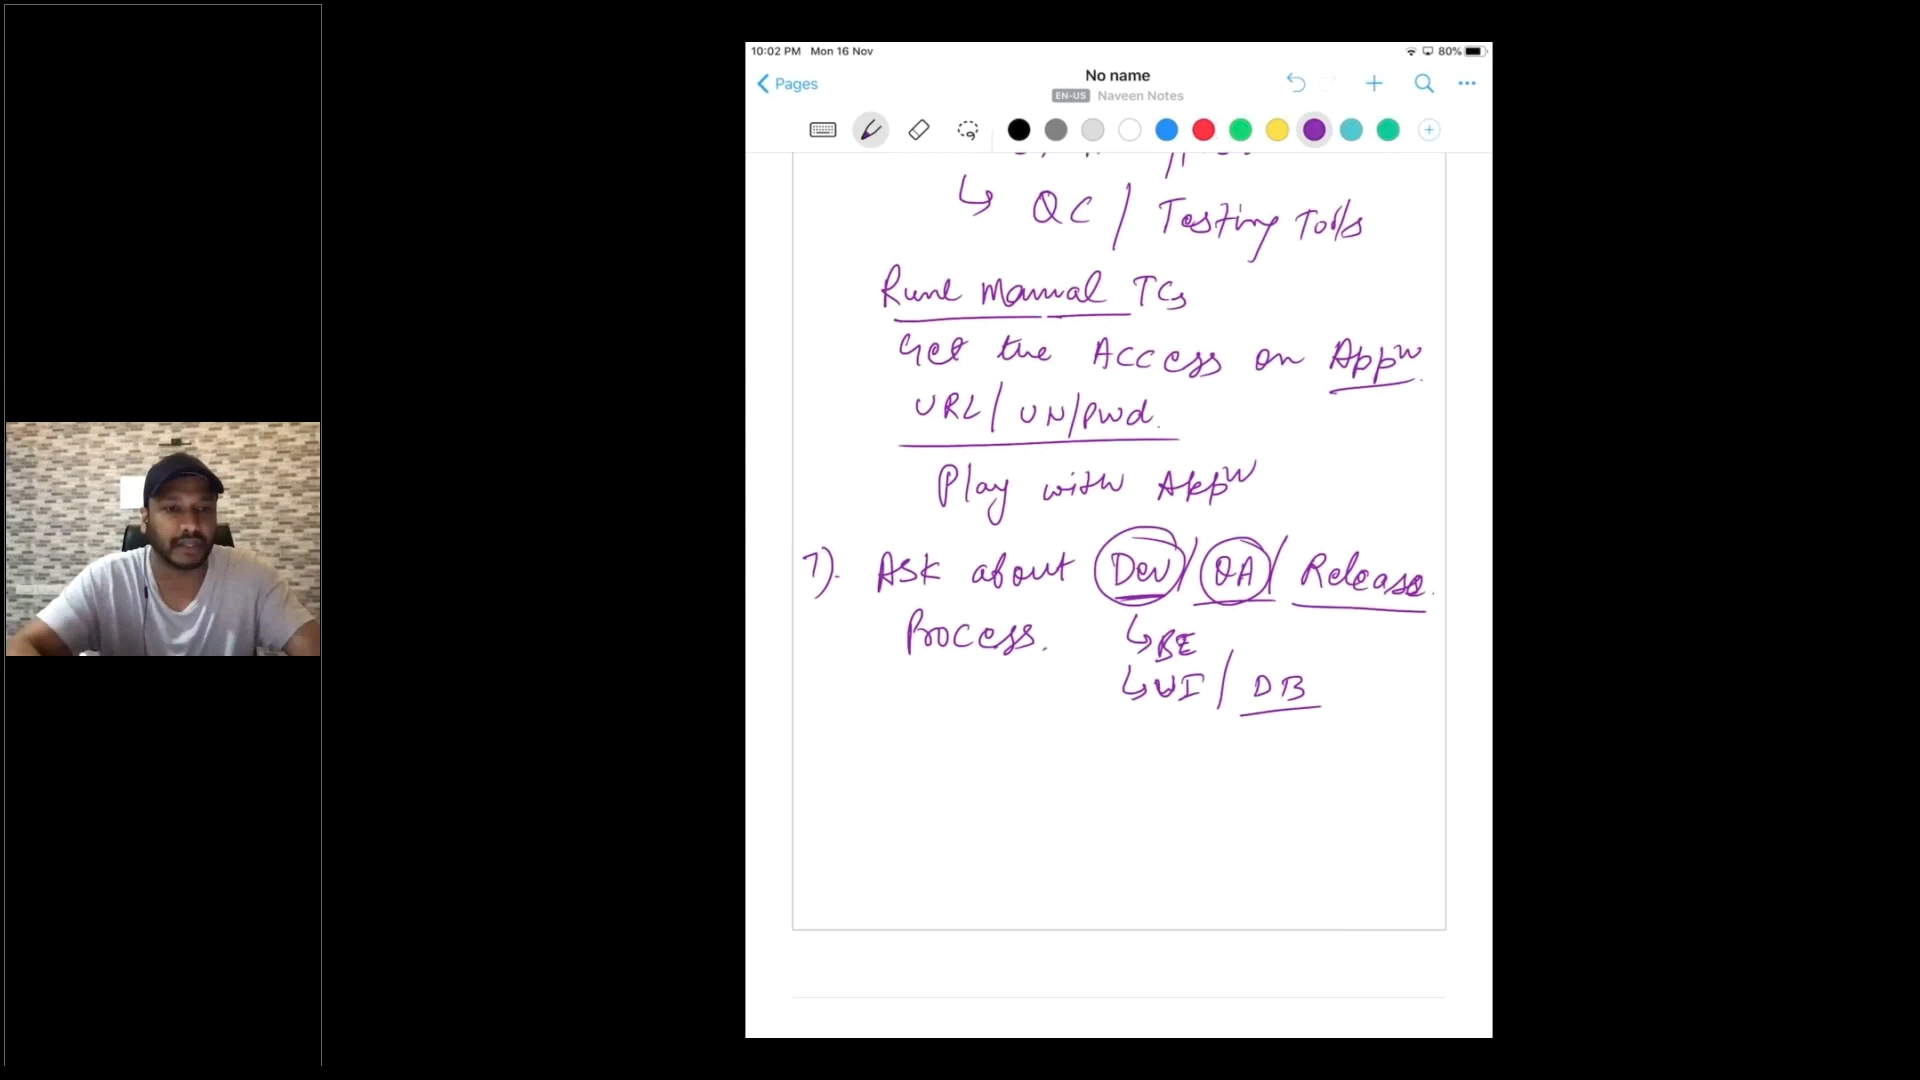 10:02 PM Mon 16 Nov 80%
Pages
No name
EN-US Naveen Notes
↳ QC / Testing Tools
Run Manual TCs
Get the Access on Appn
URL / UN/Pwd.
Play with Appn
7). Ask about Dev / QA / Release
Process. ↳ BE
↳ UI / DB